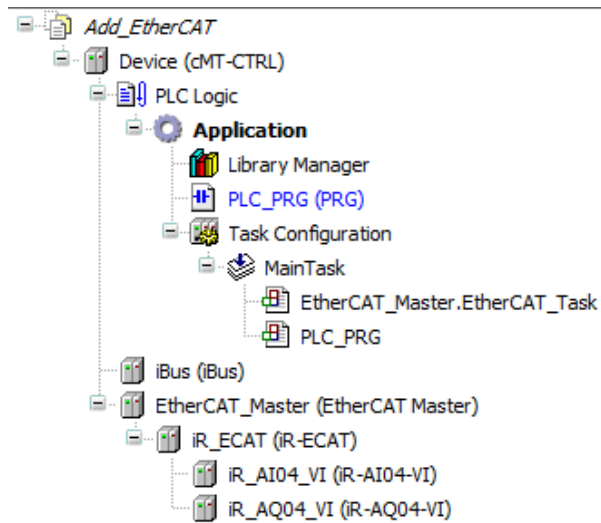 Add_EtherCAT
Device (cMT-CTRL)
PLC Logic
Application
Library Manager
PLC_PRG (PRG)
Task Configuration
MainTask
EtherCAT_Master.EtherCAT_Task
PLC_PRG
iBus (iBus)
EtherCAT_Master (EtherCAT Master)
iR_ECAT (iR-ECAT)
iR_AI04_VI (iR-AI04-VI)
iR_AQ04_VI (iR-AQ04-VI)